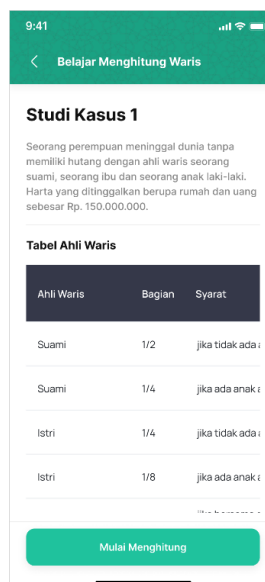 9:41
Belajar Menghitung Waris
Studi Kasus 1
Seorang perempuan meninggal dunia tanpa
memiliki hutang dengan ahli waris seorang
suami, seorang ibu dan seorang anak laki-laki.
Harta yang ditinggalkan berupa rumah dan uang
sebesar Rp. 150.000.000.
Tabel Ahli Waris
Ahli Waris Bagian Syarat
Suami 1/2 jika tidak ada
Suami 1/4 jika ada anak
Istri 1/4 jika tidak ada
Istri 1/8 jika ada anak
Mulai Menghitung